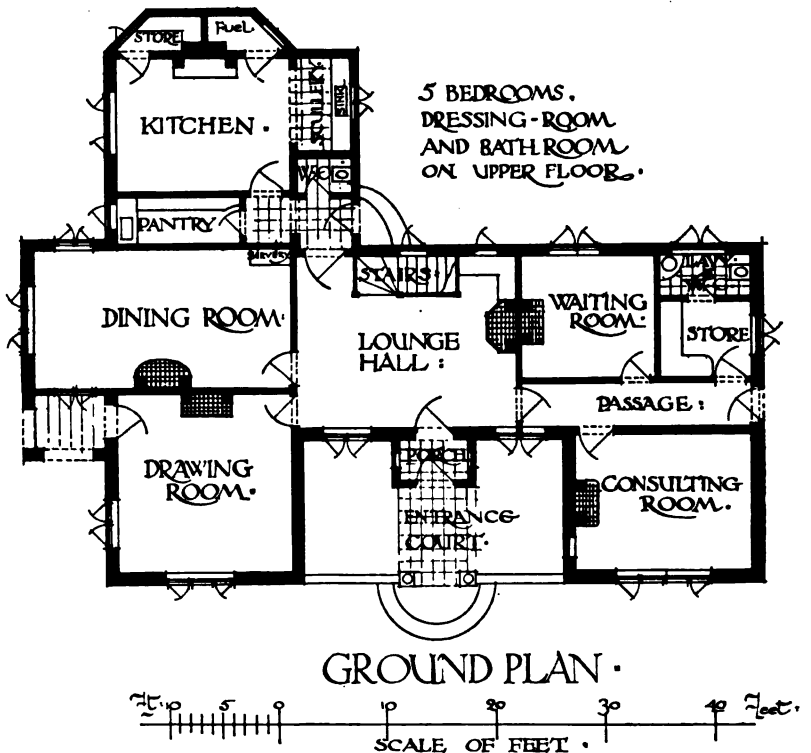 STORE
FUEL
KITCHEN.
SCULLERY
SINK
5 BEDROOMS.
DRESSING-ROOM
AND BATHROOM
ON UPPER FLOOR.
W.C.
PANTRY
SERVERY
STAIRS.
DINING ROOM.
LOUNGE
HALL:
WAITING
ROOM.
LAV.
W.C.
STORE
PASSAGE:
DRAWING
ROOM.
PORCH
ENTRANCE
COURT.
CONSULTING
ROOM.
GROUND PLAN.
Ft. 10 5 0 10 20 30 40 Feet.
SCALE OF FEET.